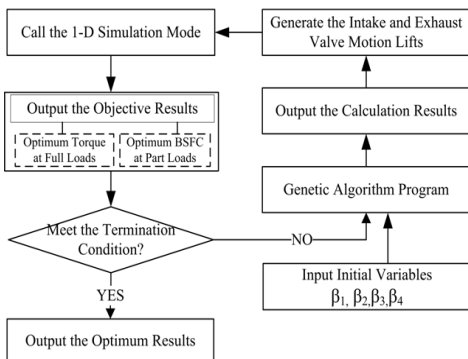 Call the 1-D Simulation Mode
Generate the Intake and Exhaust
Valve Motion Lifts
Output the Objective Results
Optimum Torque
at Full Loads
Optimum BSFC
at Part Loads
Output the Calculation Results
Genetic Algorithm Program
Meet the Termination
Condition?
NO
YES
Input Initial Variables
β1, β2,β3,β4
Output the Optimum Results